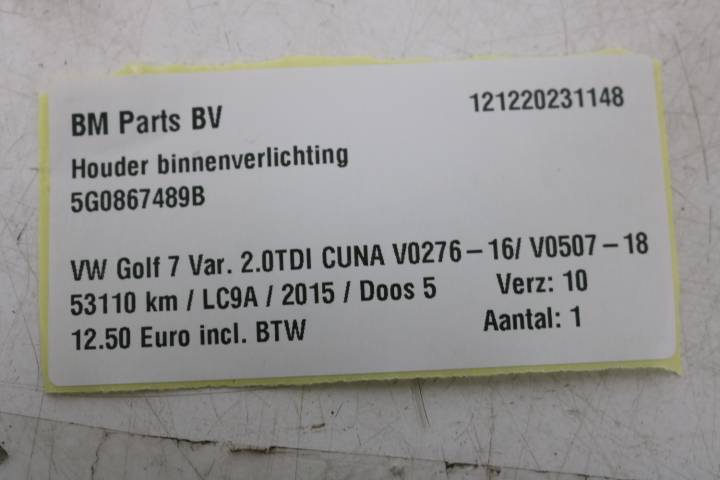 BM Parts BV 121220231148
Houder binnenverlichting
5G0867489B
VW Golf 7 Var. 2.0TDI CUNA V0276-16/ V0507-18
53110 km / LC9A / 2015 / Doos 5 Verz: 10
12.50 Euro incl. BTW Aantal: 1